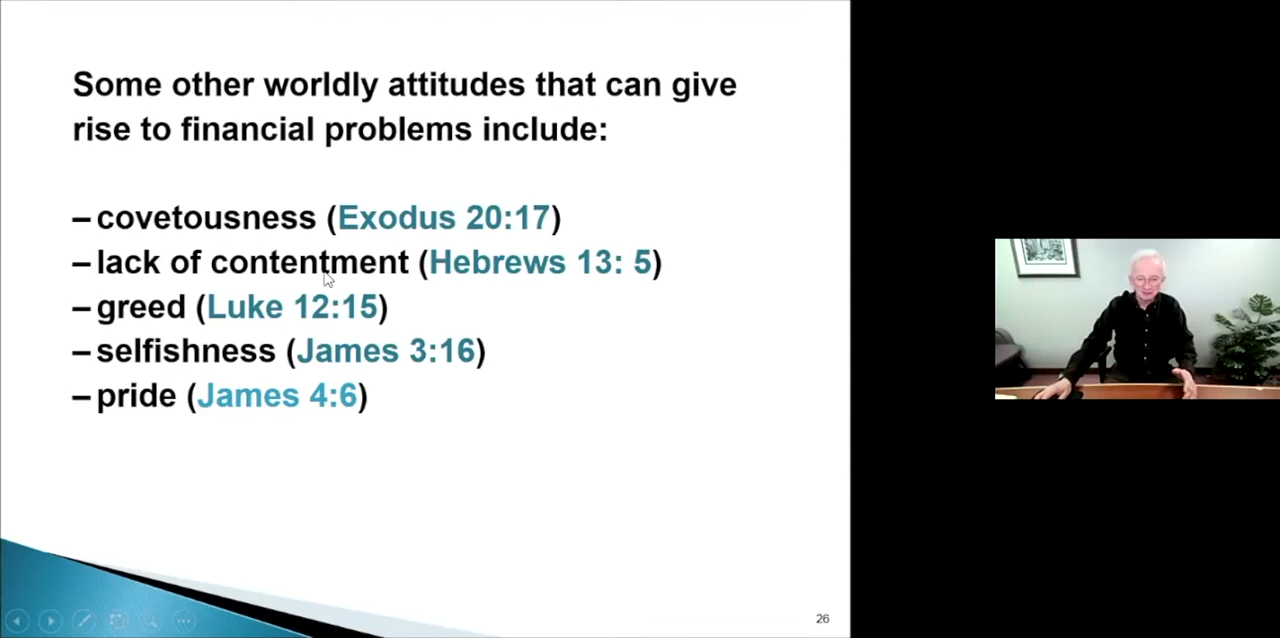 Some other worldly attitudes that can give
rise to financial problems include:
– covetousness (Exodus 20:17)
– lack of contentment (Hebrews 13: 5)
– greed (Luke 12:15)
– selfishness (James 3:16)
– pride (James 4:6)
26